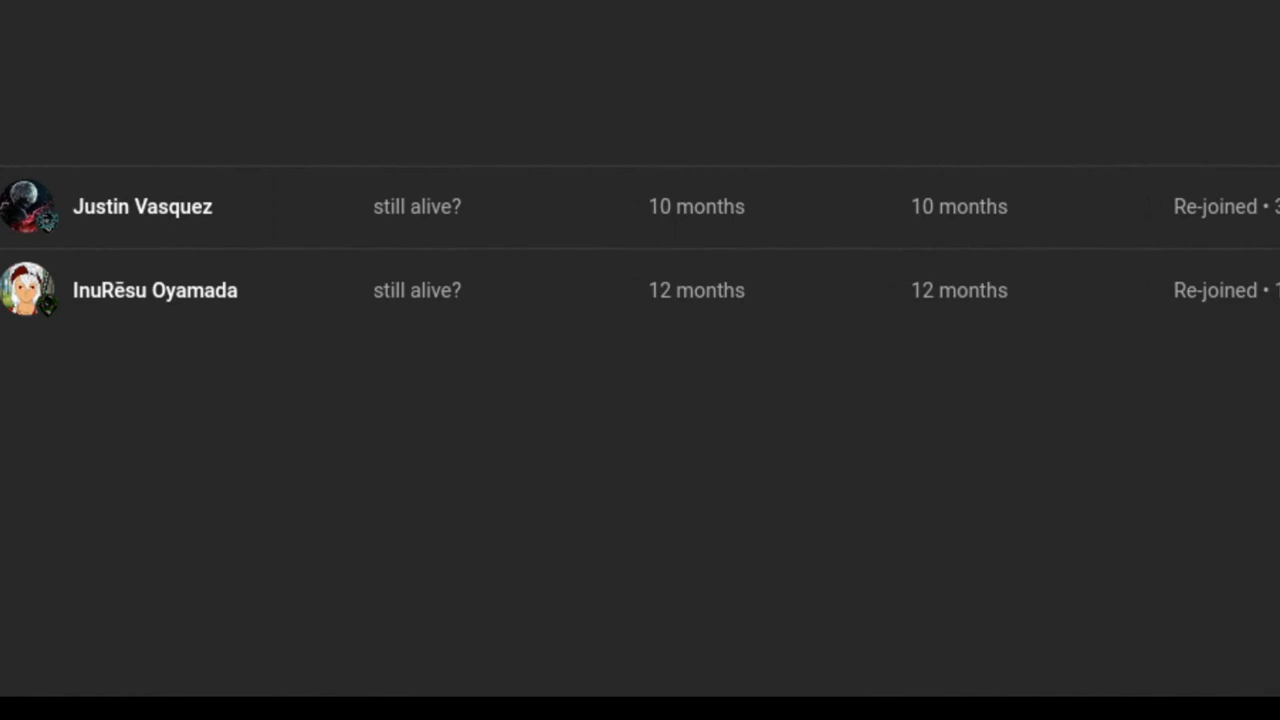 Justin Vasquez still alive? 10 months 10 months Re-joined •
InuRēsu Oyamada still alive? 12 months 12 months Re-joined •